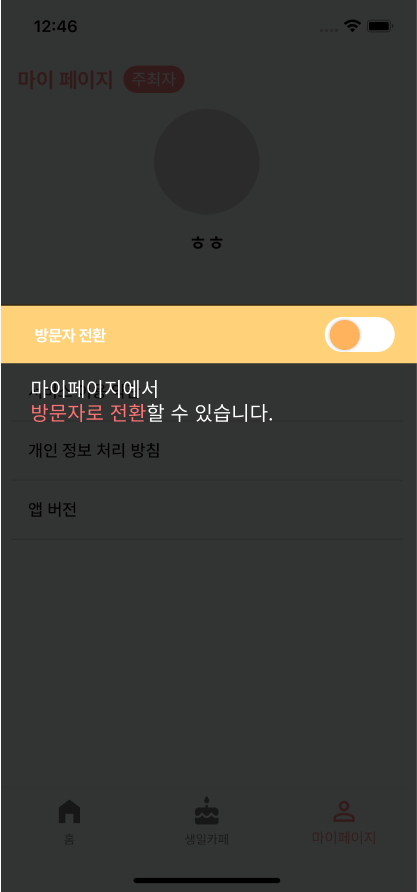 12:46
마이 페이지 주최자
ㅎㅎ
방문자 전환
마이페이지에서
방문자로 전환할 수 있습니다.
개인 정보 처리 방침
앱 버전
홈 생일카페 마이페이지